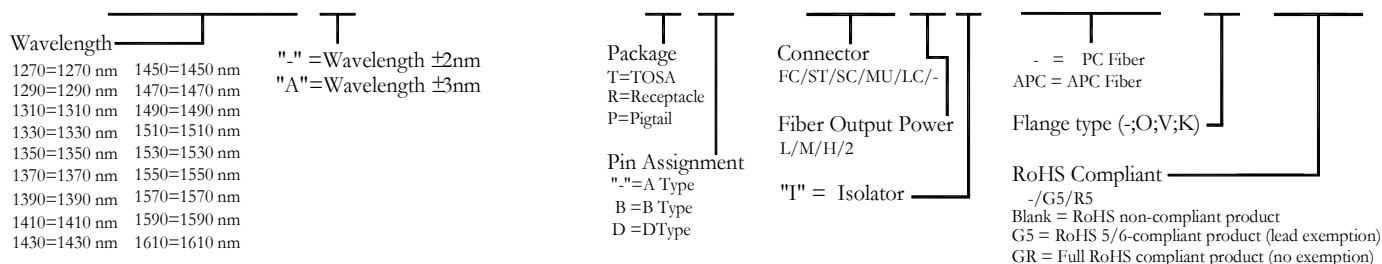 Wavelength
1270=1270 nm 1450=1450 nm
1290=1290 nm 1470=1470 nm
1310=1310 nm 1490=1490 nm
1330=1330 nm 1510=1510 nm
1350=1350 nm 1530=1530 nm
1370=1370 nm 1550=1550 nm
1390=1390 nm 1570=1570 nm
1410=1410 nm 1590=1590 nm
1430=1430 nm 1610=1610 nm
"-" =Wavelength ±2nm
"A"=Wavelength ±3nm
Package
T=TOSA
R=Receptacle
P=Pigtail
Pin Assignment
"-"=A Type
B =B Type
D =DType
Connector
FC/ST/SC/MU/LC/-
Fiber Output Power
L/M/H/2
"I" = Isolator
- = PC Fiber
APC = APC Fiber
Flange type (-;O;V;K)
RoHS Compliant
-/G5/R5
Blank = RoHS non-compliant product
G5 = RoHS 5/6-compliant product (lead exemption)
GR = Full RoHS compliant product (no exemption)